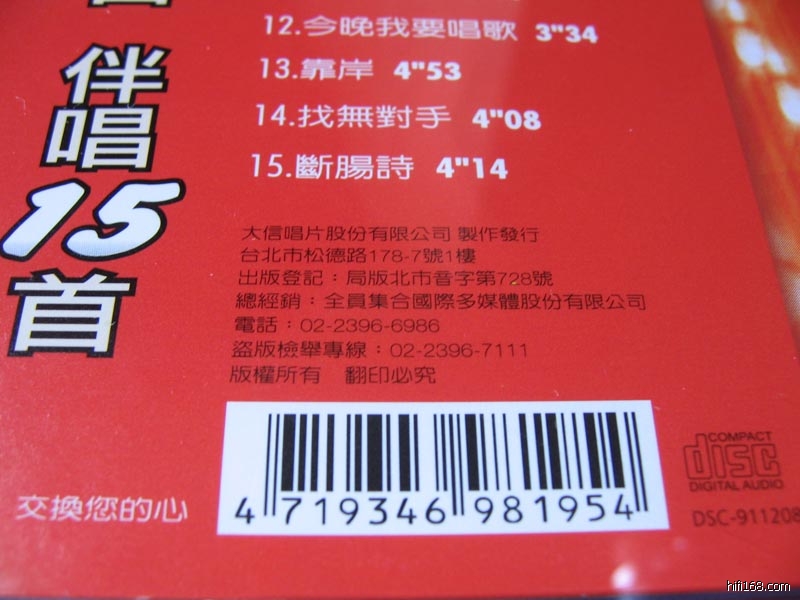 12.今晚我要唱歌 3"34
13.靠岸 4"53
14.找無對手 4"08
15.斷腸詩 4"14
伴唱15首
大信唱片股份有限公司 製作發行
台北市松德路178-7號1樓
出版登記：局版北市音字第728號
總經銷：全員集合國際多媒體股份有限公司
電話：02-2396-6986
盜版檢舉專線：02-2396-7111
版權所有 翻印必究
交換您的心
4 719346 981954
COMPACT
disc
DIGITAL AUDIO
DSC-911208
hifi168.com